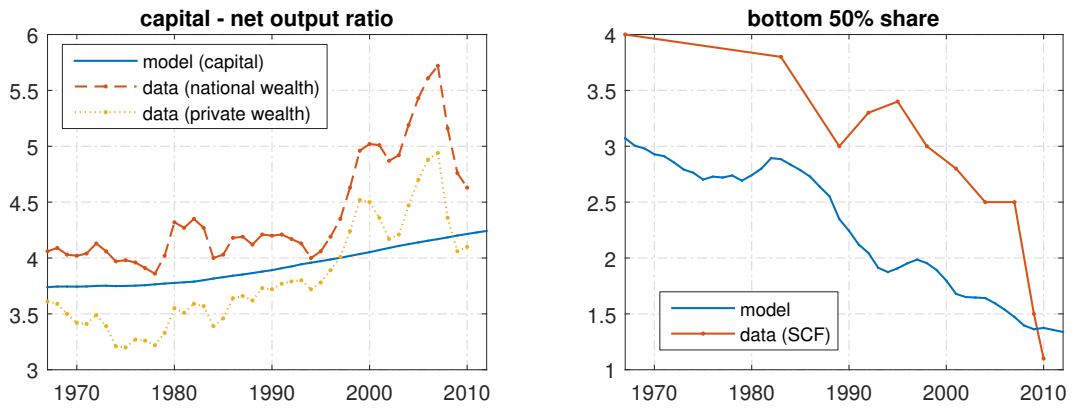 capital - net output ratio
6
5.5
5
4.5
4
3.5
3
model (capital)
data (national wealth)
data (private wealth)
1970 1980 1990 2000 2010
bottom 50% share
4
3.5
3
2.5
2
1.5
1
model
data (SCF)
1970 1980 1990 2000 2010